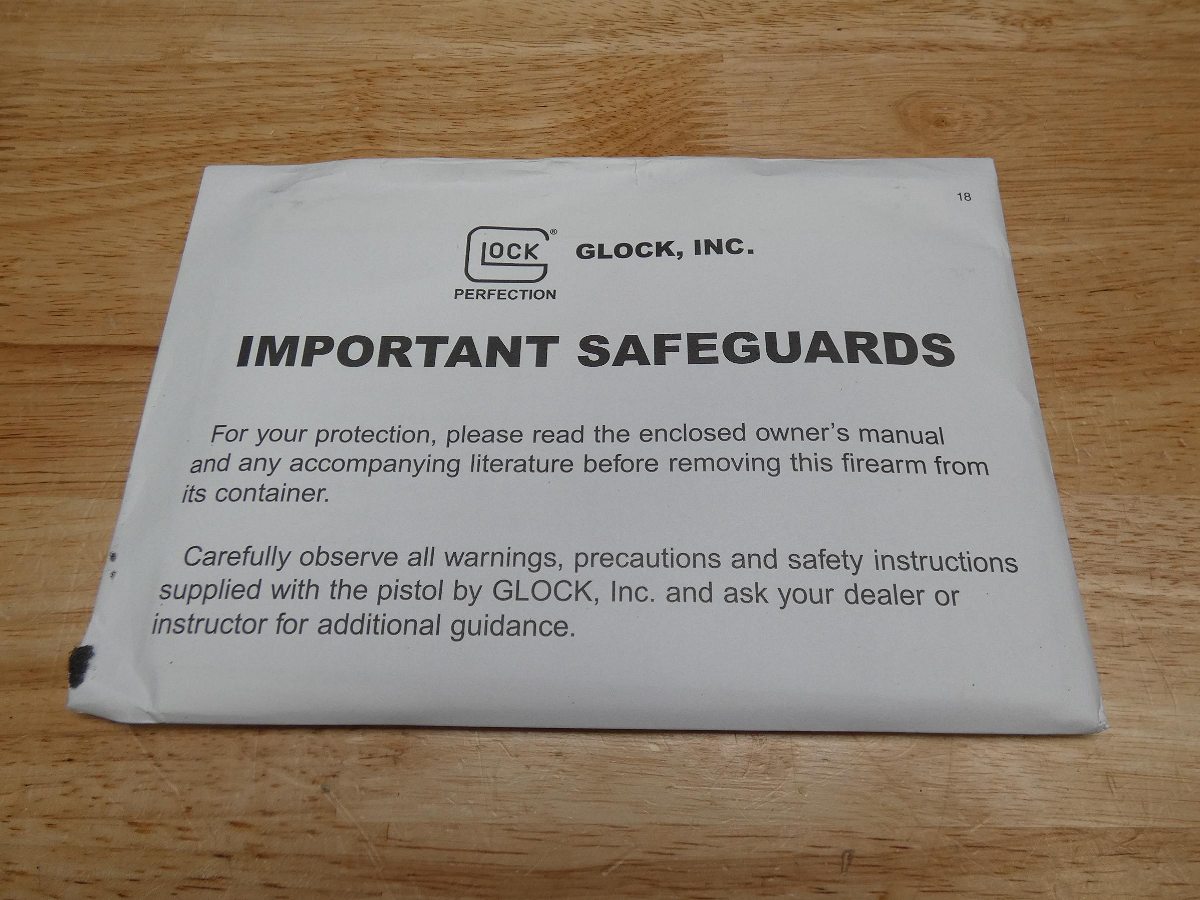 18
GLOCK ® GLOCK, INC.
PERFECTION
IMPORTANT SAFEGUARDS
For your protection, please read the enclosed owner's manual
and any accompanying literature before removing this firearm from
its container.
Carefully observe all warnings, precautions and safety instructions
supplied with the pistol by GLOCK, Inc. and ask your dealer or
instructor for additional guidance.